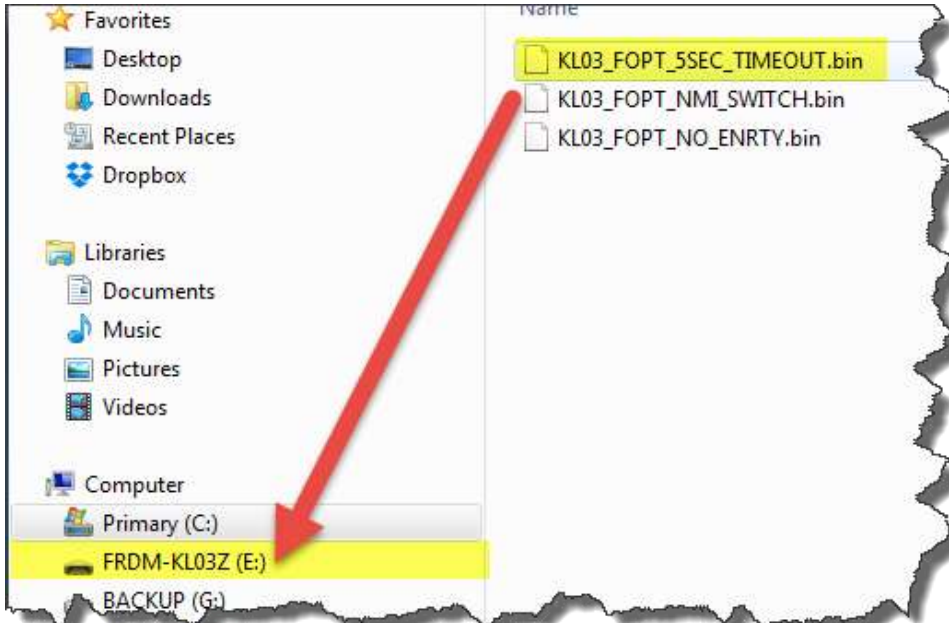 Favorites
Desktop
Downloads
Recent Places
Dropbox
Libraries
Documents
Music
Pictures
Videos
Computer
Primary (C:)
FRDM-KL03Z (E:)
BACKUP (G:)
Name
KL03_FOPT_5SEC_TIMEOUT.bin
KL03_FOPT_NMI_SWITCH.bin
KL03_FOPT_NO_ENRTY.bin